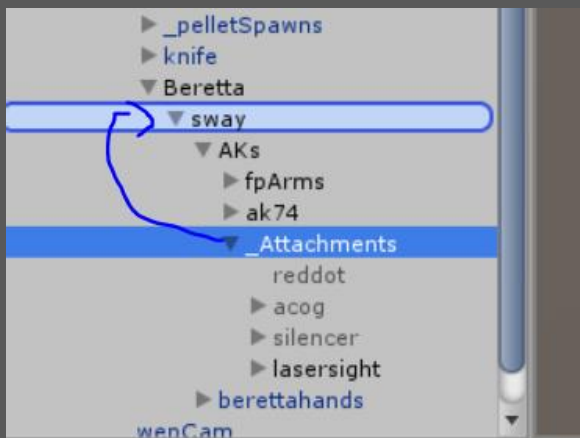 _pelletSpawns
knife
Beretta
sway
AKs
fpArms
ak74
_Attachments
reddot
acog
silencer
lasersight
berettahands
wepCam